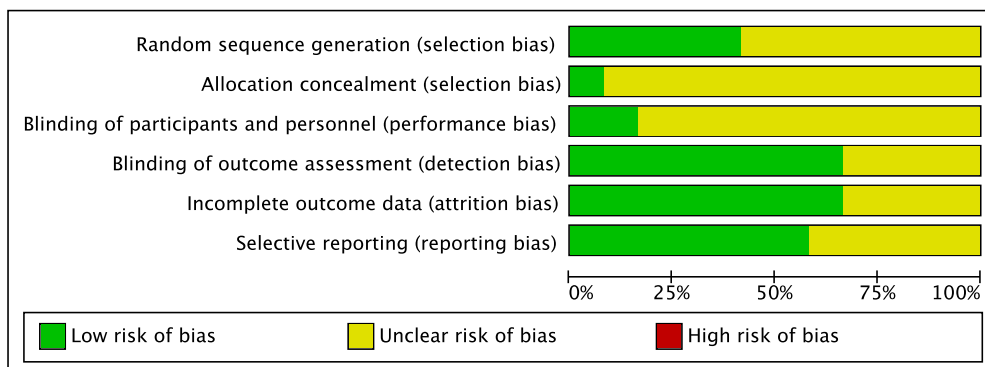 Random sequence generation (selection bias)
Allocation concealment (selection bias)
Blinding of participants and personnel (performance bias)
Blinding of outcome assessment (detection bias)
Incomplete outcome data (attrition bias)
Selective reporting (reporting bias)
0% 25% 50% 75% 100%
Low risk of bias Unclear risk of bias High risk of bias